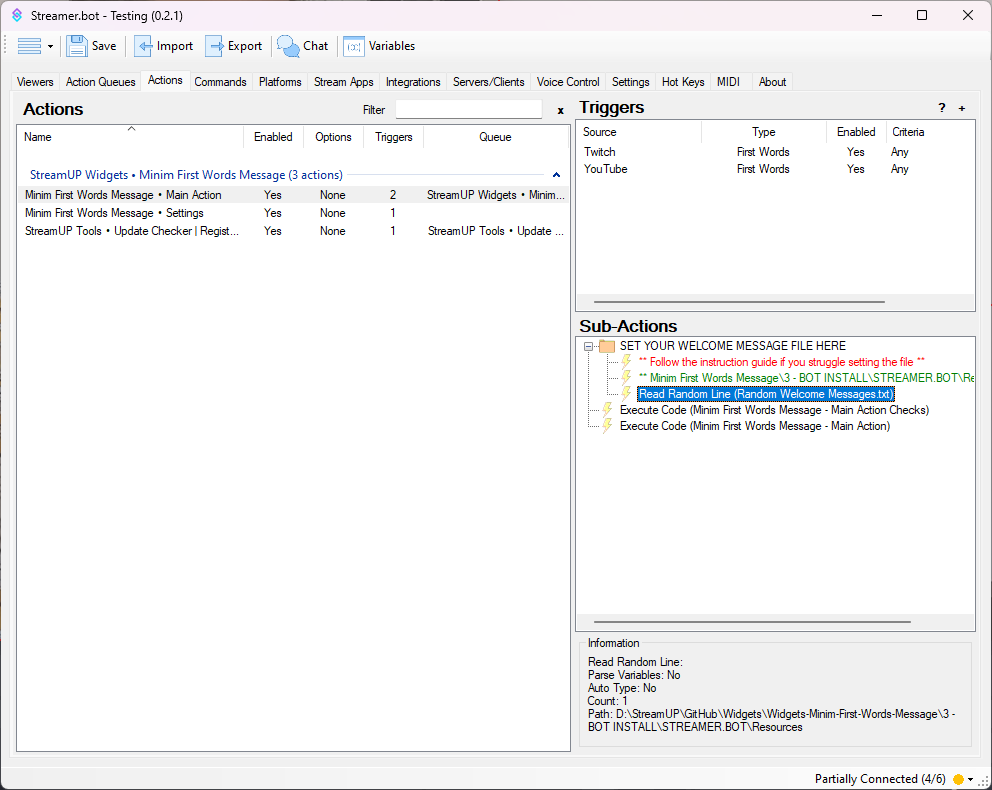 Streamer.bot - Testing (0.2.1)
Save Import Export Chat Variables
Viewers Action Queues Actions Commands Platforms Stream Apps Integrations Servers/Clients Voice Control Settings Hot Keys MIDI About
Actions
Filter
x
Name Enabled Options Triggers Queue
StreamUP Widgets • Minim First Words Message (3 actions)
Minim First Words Message • Main Action Yes None 2 StreamUP Widgets • Minim...
Minim First Words Message • Settings Yes None 1
StreamUP Tools • Update Checker | Regist... Yes None 1 StreamUP Tools • Update ...
Triggers
? +
Source Type Enabled Criteria
Twitch First Words Yes Any
YouTube First Words Yes Any
Sub-Actions
SET YOUR WELCOME MESSAGE FILE HERE
** Follow the instruction guide if you struggle setting the file **
** Minim First Words Message\3 - BOT INSTALL\STREAMER.BOT\Re
Read Random Line (Random Welcome Messages.txt)
Execute Code (Minim First Words Message - Main Action Checks)
Execute Code (Minim First Words Message - Main Action)
Information
Read Random Line:
Parse Variables: No
Auto Type: No
Count: 1
Path: D:\StreamUP\GitHub\Widgets\Widgets-Minim-First-Words-Message\3 -
BOT INSTALL\STREAMER.BOT\Resources
Partially Connected (4/6)